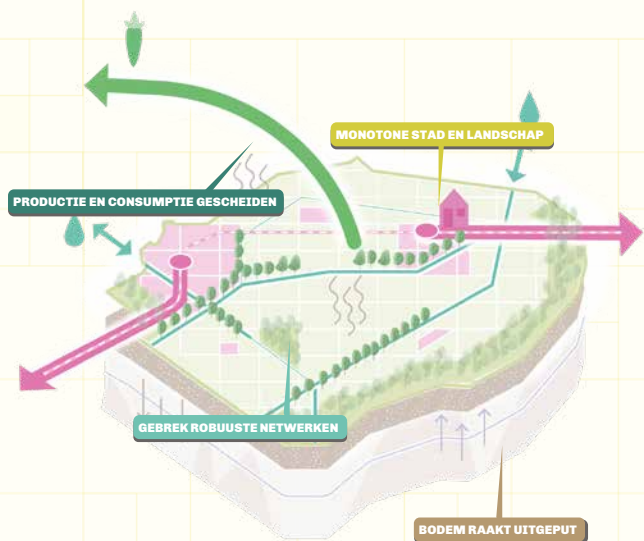 MONOTONE STAD EN LANDSCHAP
PRODUCTIE EN CONSUMPTIE GESCHEIDEN
GEBREK ROBUUSTE NETWERKEN
BODEM RAAKT UITGEPUT